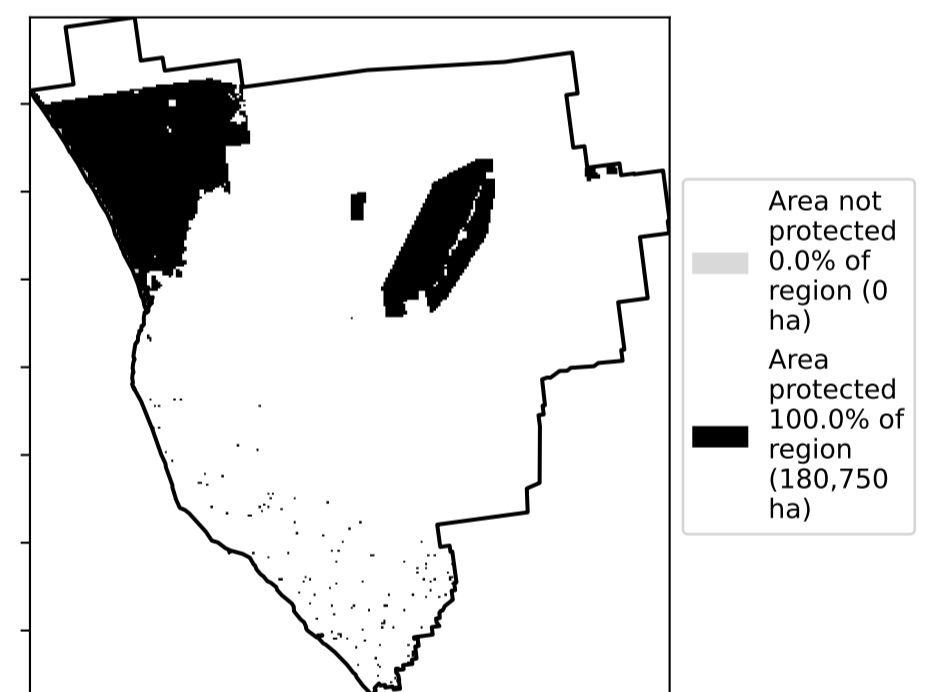 Area not
protected
0.0% of
region (0
ha)
Area
protected
100.0% of
region
(180,750
ha)